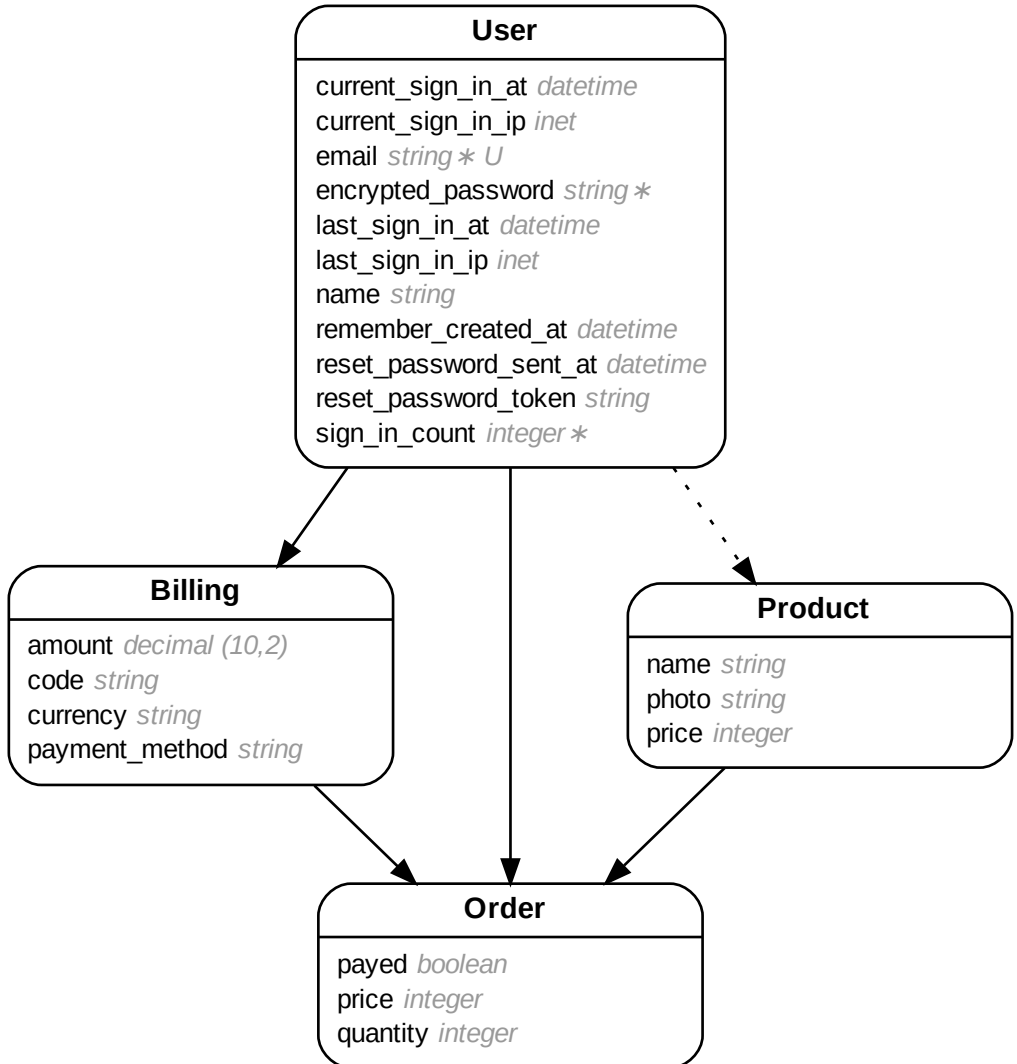 User
current_sign_in_at datetime
current_sign_in_ip inet
email string ∗ U
encrypted_password string ∗
last_sign_in_at datetime
last_sign_in_ip inet
name string
remember_created_at datetime
reset_password_sent_at datetime
reset_password_token string
sign_in_count integer ∗
Billing
amount decimal (10,2)
code string
currency string
payment_method string
Product
name string
photo string
price integer
Order
payed boolean
price integer
quantity integer